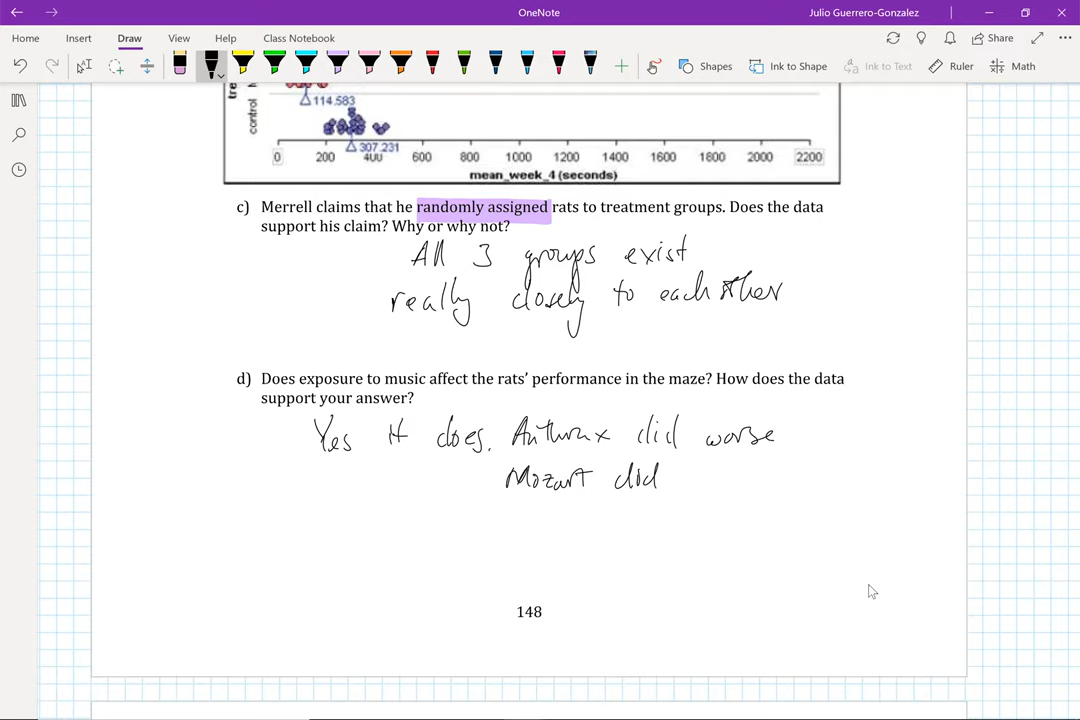 OneNote
Julio Guerrero-Gonzalez
Home Insert Draw View Help Class Notebook
Share
Shapes
Ink to Shape
Ink to Text
Ruler
Math
114.583
control
307.231
0 200 400 600 800 1000 1200 1400 1600 1800 2000 2200
mean_week_4 (seconds)
c) Merrell claims that he randomly assigned rats to treatment groups. Does the data
support his claim? Why or why not?
All 3 groups exist
really closely to each other
d) Does exposure to music affect the rats' performance in the maze? How does the data
support your answer?
Yes it does. Anthrax did worse
Mozart did
148